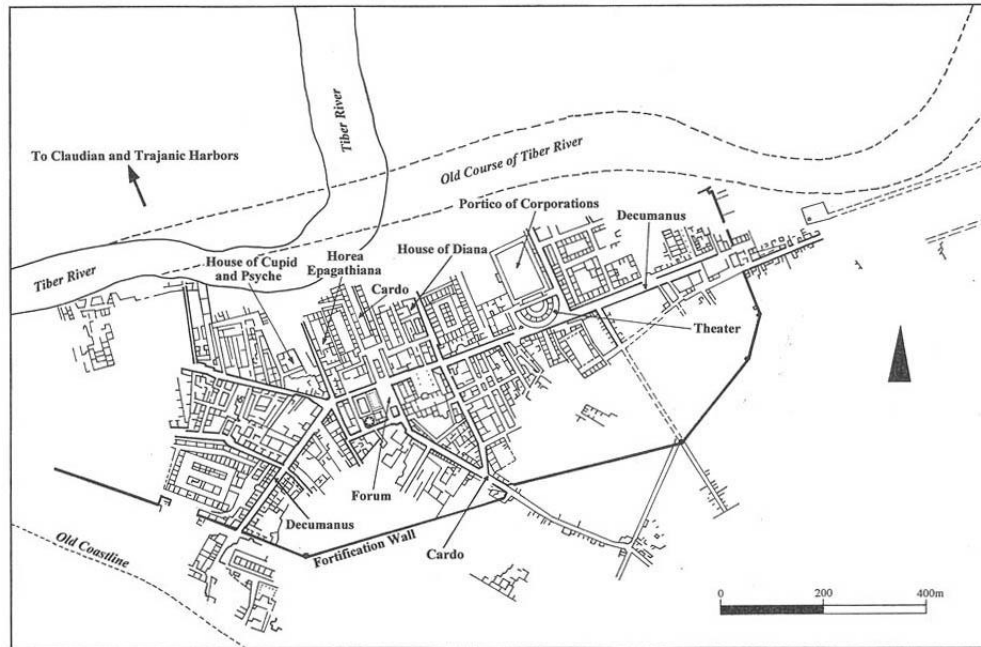 Tiber River
To Claudian and Trajanic Harbors
Old Course of Tiber River
Portico of Corporations
Decumanus
House of Diana
Horea
Epagathiana
House of Cupid
and Psyche
Cardo
Tiber River
Theater
Forum
Decumanus
Fortification Wall
Cardo
Old Coastline
0 200 400m